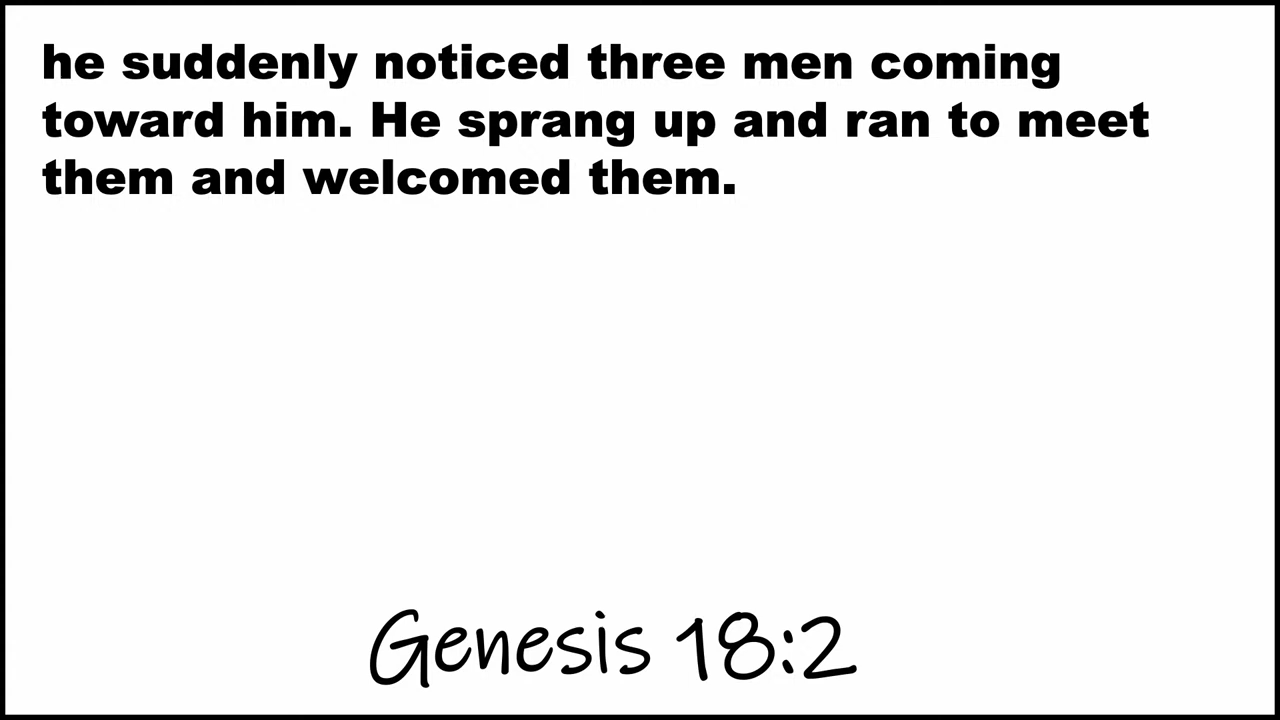 he suddenly noticed three men coming
toward him. He sprang up and ran to meet
them and welcomed them.
Genesis 18:2